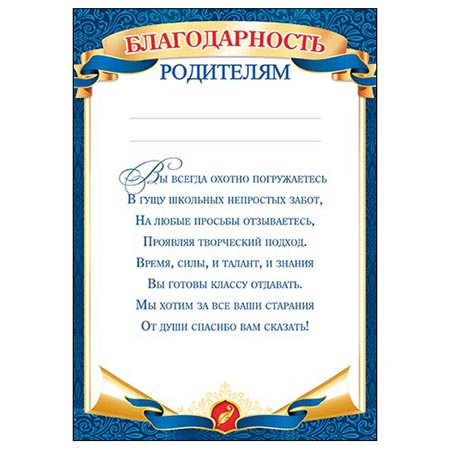 БЛАГОДАРНОСТЬ
РОДИТЕЛЯМ
Вы всегда охотно погружаетесь
В гущу школьных непростых забот,
На любые просьбы отзываетесь,
Проявляя творческий подход.
Время, силы, и талант, и знания
Вы готовы классу отдавать.
Мы хотим за все ваши старания
От души спасибо вам сказать!